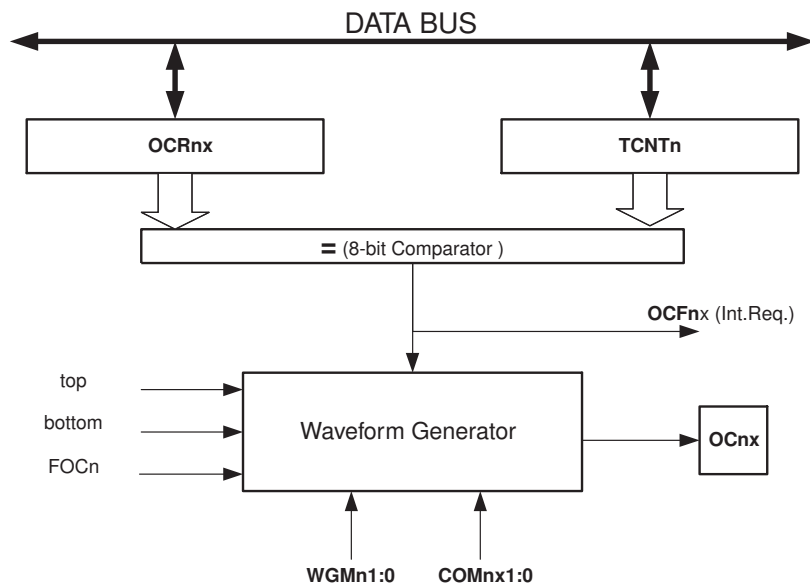 DATA BUS
OCRnx
TCNTn
= (8-bit Comparator )
OCFnx (Int.Req.)
top
bottom
FOCn
Waveform Generator
OCnx
WGMn1:0
COMnx1:0